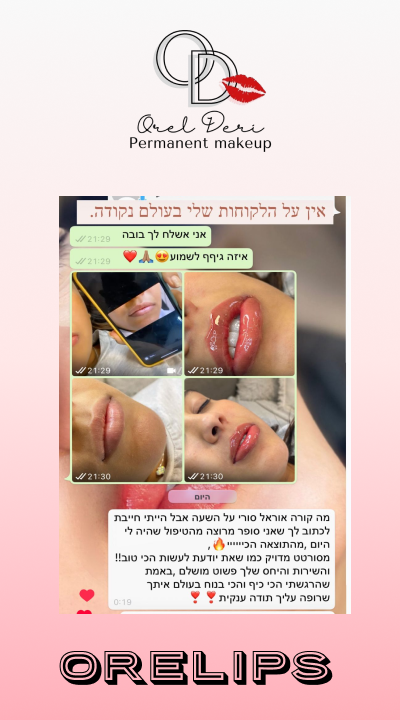 OD
Orel Deri
Permanent makeup
אין על הלקוחות שלי בעולם נקודה.
אני אשלח לך בובה
21:29
איזה גיףף לשמוע😍🙏🏽❤️
21:29
21:29
21:29
21:30
21:30
היום
מה קורה אוראל סורי על השעה אבל הייתי חייבת
לכתוב לך שאני סופר מרוצה מהטיפול שהיה לי
היום ,מהתוצאה הכייייי🔥,
מסורטט מדויק כמו שאת יודעת לעשות הכי טוב!!
והשירות והיחס שלך פשוט מושלם ,באמת
שהרגשתי הכי כיף והכי בנוח בעולם איתך
שרופה עליך תודה ענקית❣️❣️
0:19
ORELIPS